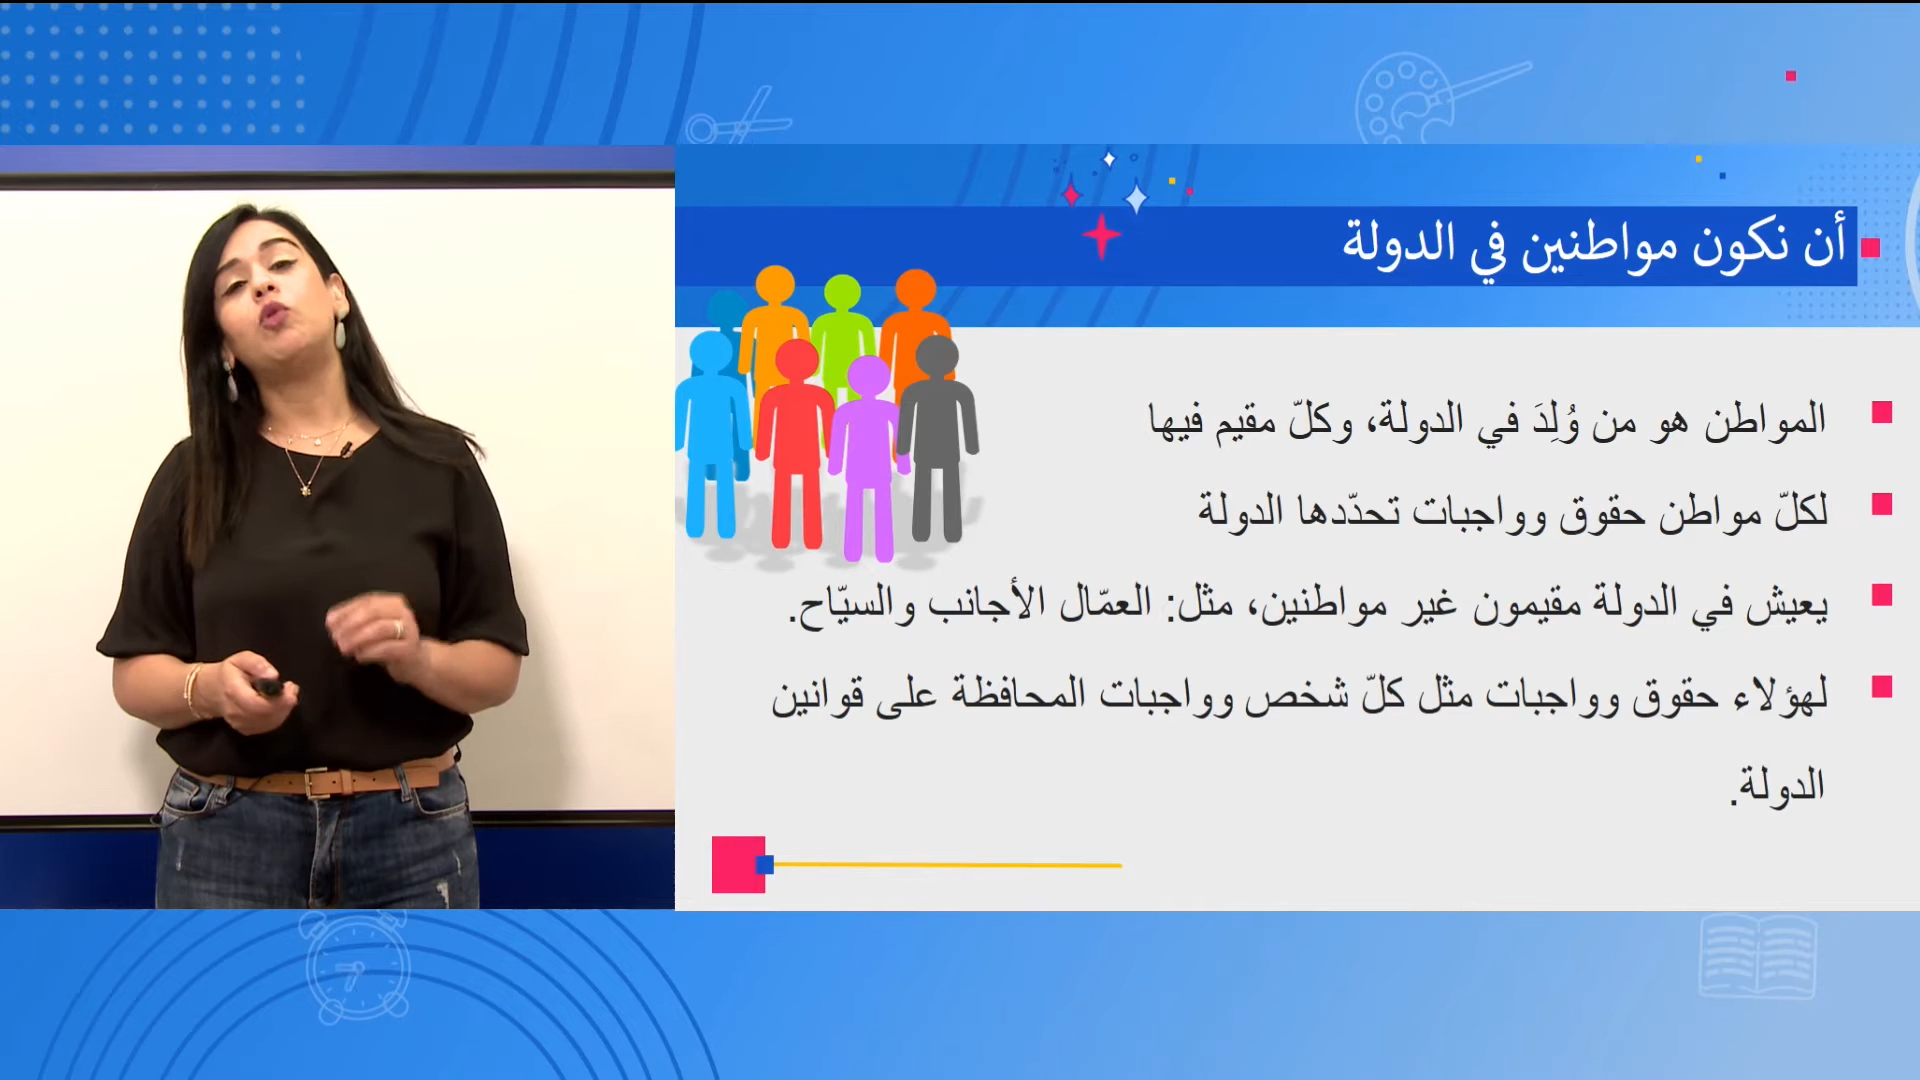 أن نكون مواطنين في الدولة
المواطن هو من وُلِدَ في الدولة، وكلّ مقيم فيها
لكلّ مواطن حقوق وواجبات تحدّدها الدولة
يعيش في الدولة مقيمون غير مواطنين، مثل: العمّال الأجانب والسيّاح.
لهؤلاء حقوق وواجبات مثل كلّ شخص وواجبات المحافظة على قوانين
الدولة.